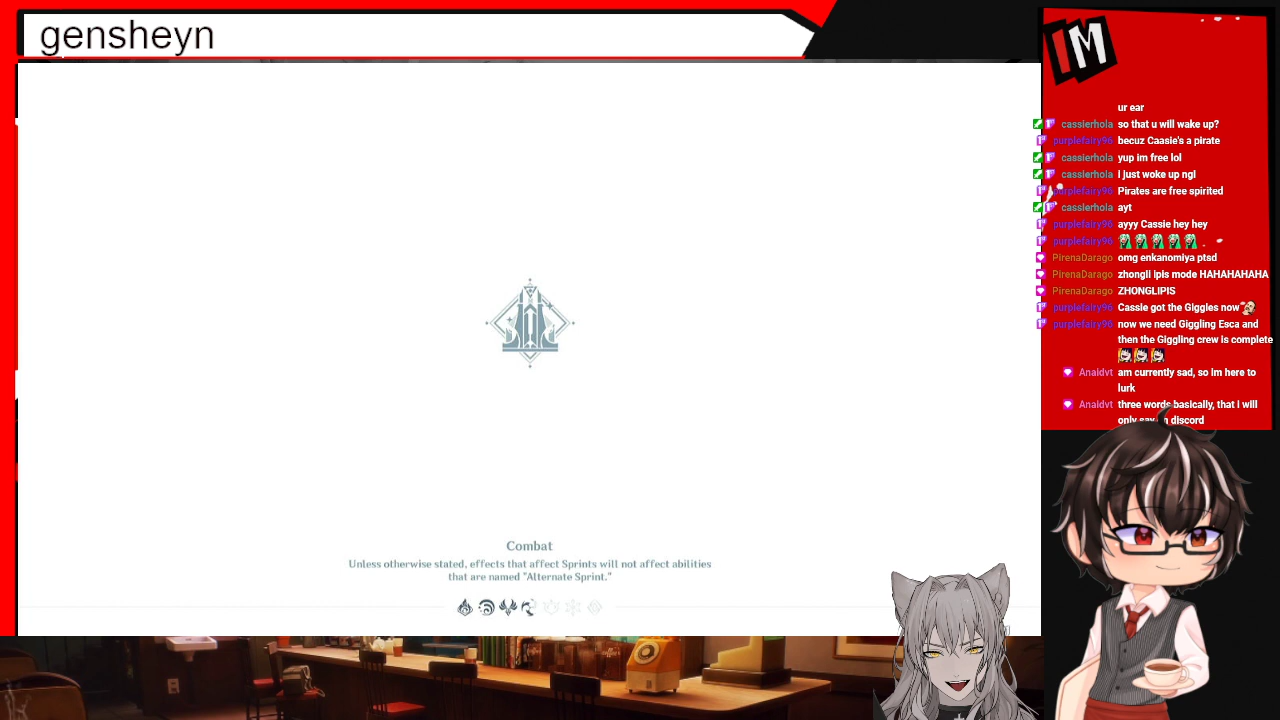 gensheyn
IM
ur ear
cassierhola so that u will wake up?
purplefairy96 becuz Caasie's a pirate
cassierhola yup im free lol
cassierhola I just woke up ngl
purplefairy96 Pirates are free spirited
cassierhola ayt
purplefairy96 ayyy Cassie hey hey
purplefairy96
PirenaDarago omg enkanomiya ptsd
PirenaDarago zhongli ipis mode HAHAHAHAHA
PirenaDarago ZHONGLIPIS
purplefairy96 Cassie got the Giggles now
purplefairy96 now we need Giggling Esca and
then the Giggling crew is complete
Analdvt am currently sad, so im here to
lurk
Analdvt three words basically, that I will
only say in discord
Combat
Unless otherwise stated, effects that affect Sprints will not affect abilities
that are named "Alternate Sprint."